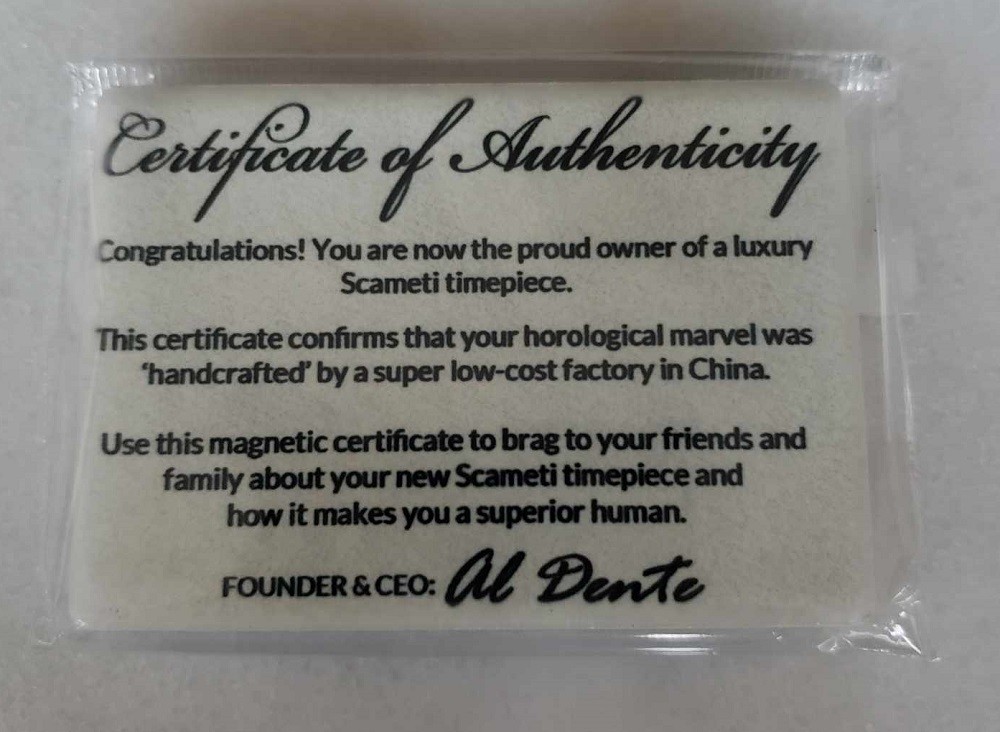 Certificate of Authenticity
Congratulations! You are now the proud owner of a luxury
Scameti timepiece.
This certificate confirms that your horological marvel was
‘handcrafted’ by a super low-cost factory in China.
Use this magnetic certificate to brag to your friends and
family about your new Scameti timepiece and
how it makes you a superior human.
FOUNDER & CEO: Al Dente